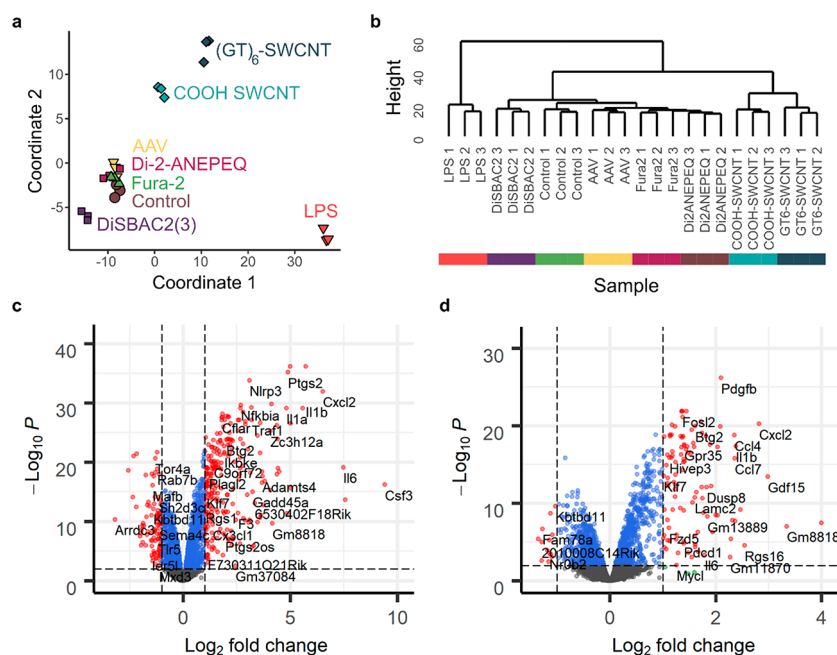 a
10
5
0
-5
-10
0
10
20
30
Coordinate 2
Coordinate 1
(GT)6-SWCNT
COOH SWCNT
AAV
Di-2-ANEPEQ
Fura-2
Control
DiSBAC2(3)
LPS
b
Height
60
40
20
0
LPS 1
LPS 2
LPS 3
DiSBAC2 3
DiSBAC2 1
DiSBAC2 2
Control 1
Control 2
Control 3
AAV 1
AAV 2
AAV 3
Fura2 1
Fura2 2
Fura2 3
Di2ANEPEQ 3
Di2ANEPEQ 1
Di2ANEPEQ 2
COOH-SWCNT 1
COOH-SWCNT 2
COOH-SWCNT 3
GT6-SWCNT 3
GT6-SWCNT 1
GT6-SWCNT 2
Sample
c
40
30
20
10
0
-Log10 P
Ptgs2
Nlrp3
Cxcl2
Nfkbia
Il1b
Il1a
Cflar
Traf1
Zc3h12a
Btg2
Ikbke
Tor4a
C9orf72
Il6
Rab7b
Plagl2
Adamts4
Mafb
Csf3
Klf7
Gadd45a
Sh2d3c
6530402F18Rik
Kbtbd11
Rgs1
F3
Arrdc3
Sema4c
Cx3cl1
Gm8818
Tlr5
Ptgs2os
Ier5l
E730311O21Rik
Mxd3
Gm37084
0
5
10
Log2 fold change
d
30
20
10
0
-Log10 P
Pdgfb
Fosl2
Btg2
Cxcl2
Ccl4
Gpr35
Il1b
Hivep3
Ccl7
Klf7
Gdf15
Dusp8
Lamc2
Kbtbd11
Gm13889
Gm8818
Fam78a
Fzd5
2010008C14Rik
Pdcd1
Rgs16
Nr0b2
Il6
Gm11870
Mycl
0
2
4
Log2 fold change